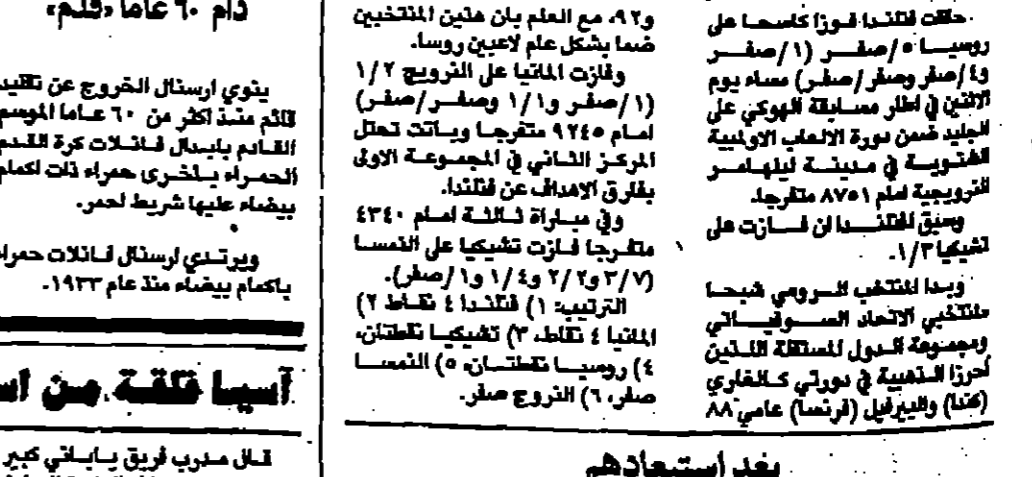 حققت فنلندا فوزا كاسحا على
روسيا ٥/صفر (١/صفر
و٤/صفر وصفر/صفر) مساء يوم
الاثنين في اطار مسابقة الهوكي على
الجليد ضمن دورة الالعاب الاولمبية
الشتوية في مدينة ليلهامر
النرويجية امام ٨٧٥١ متفرجا.
وسبق لفنلندا ان فازت على
تشيكيا ١/٣.
وبدا المنتخب الروسي شبحا
لمنتخبي الاتحاد السوفياتي
ومجموعة الدول المستقلة اللذين
أحرزا الذهبية في دورتي كالغاري
(كندا) والبيرفيل (فرنسا) عامي ٨٨
و٩٢، مع العلم بان هذين المنتخبين
ضما بشكل عام لاعبين روسا.
وفازت المانيا على النرويج ١/٢
(١/صفر و١/١ وصفر/صفر)
امام ٩٢٤٥ متفرجا وباتت تحتل
المركز الثاني في المجموعة الاولى
بفارق الاهداف عن فنلندا.
وفي مباراة ثالثة امام ٤٣٤٠
متفرجا فازت تشيكيا على النمسا
(٣/٧ و٢/٢ و١/٤ و١/صفر).
الترتيب: ١) فنلندا ٤ نقاط ٢)
المانيا ٤ نقاط، ٣) تشيكيا نقطتان،
٤) روسيا نقطتان، ٥) النمسا
صفر، ٦) النروج صفر.
بعد استبعادهم
دام ٦٠ عاما «قلم»
ينوي ارسنال الخروج عن تقليد
قائم منذ اكثر من ٦٠ عاما الموسم
القادم بابدال فانلات كرة القدم
الحمراء باخرى حمراء ذات اكمام
بيضاء عليها شريط احمر.
ويرتدي ارسنال فانلات حمراء
باكمام بيضاء منذ عام ١٩٣٣.
آسيا قلقة من
قال مدرب فريق ياباني كبير